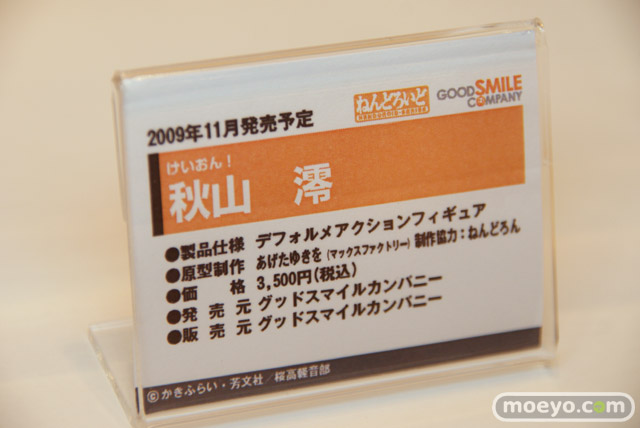 ねんどろいど
GOOD SMILE COMPANY
2009年11月発売予定
けいおん!
秋山 澪
●製品仕様 デフォルメアクションフィギュア
●原型制作 あげたゆきを(マックスファクトリー)制作協力:ねんどろん
●価 格 3,500円(税込)
●発 売 元 グッドスマイルカンパニー
●販 売 元 グッドスマイルカンパニー
©かきふらい・芳文社/桜高軽音部
moeyo.com